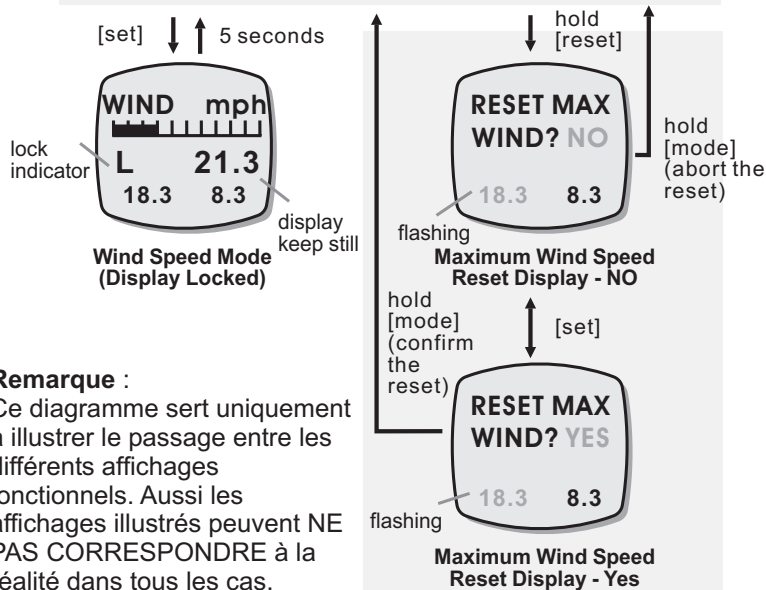 [set]
5 seconds
WIND mph
L 21.3
18.3 8.3
lock
indicator
display
keep still
Wind Speed Mode
(Display Locked)
hold
[reset]
RESET MAX
WIND? NO
18.3 8.3
flashing
hold
[mode]
(abort the
reset)
Maximum Wind Speed
Reset Display - NO
hold
[mode]
(confirm
the
reset)
[set]
RESET MAX
WIND? YES
18.3 8.3
flashing
Maximum Wind Speed
Reset Display - Yes
Remarque :
Ce diagramme sert uniquement
à illustrer le passage entre les
différents affichages
fonctionnels. Aussi les
affichages illustrés peuvent NE
PAS CORRESPONDRE à la
réalité dans tous les cas.